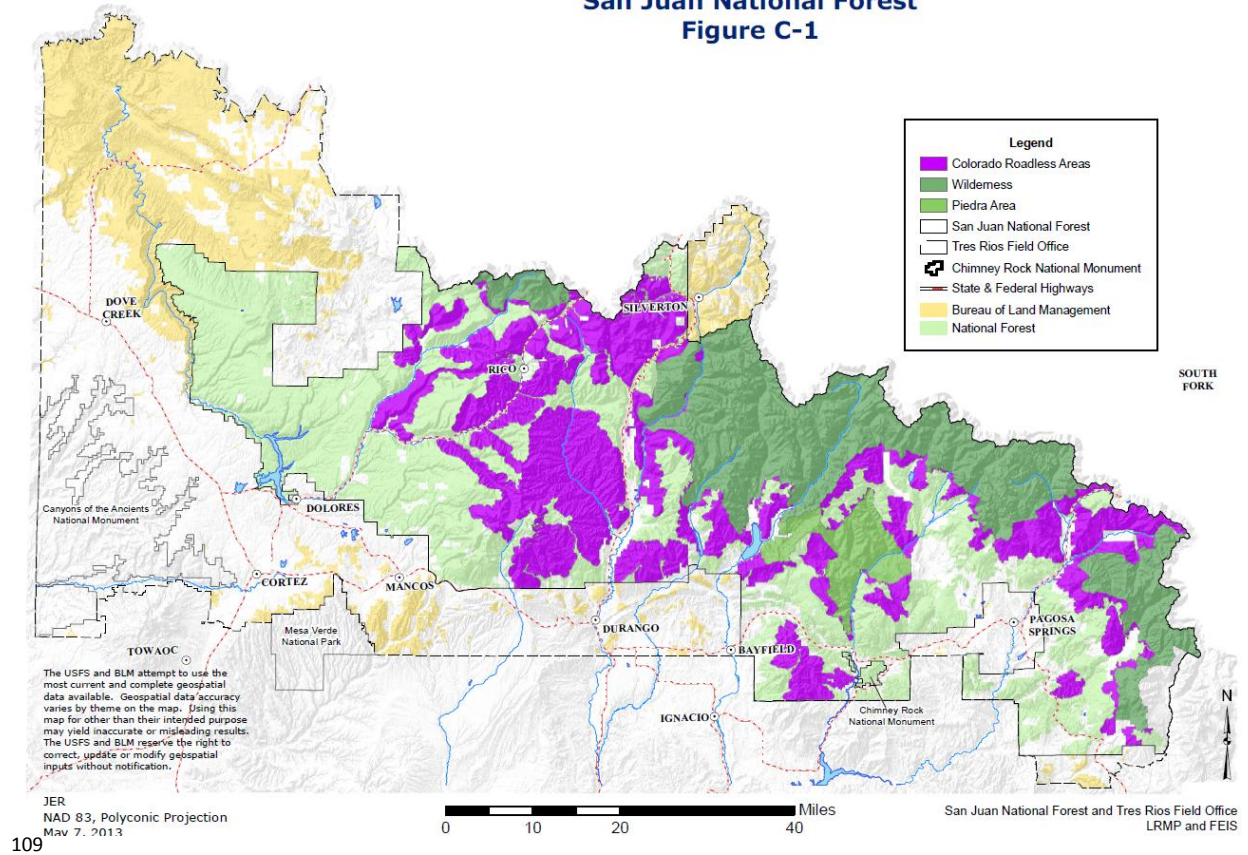 San Juan National Forest
Figure C-1
Legend
Colorado Roadless Areas
Wilderness
Piedra Area
San Juan National Forest
Tres Rios Field Office
Chimney Rock National Monument
State & Federal Highways
Bureau of Land Management
National Forest
SOUTH
FORK
DOVE
CREEK
SILVERTON
RICO
Canyons of the Ancients
National Monument
DOLORES
CORTEZ
MANCOS
Mesa Verde
National Park
DURANGO
PAGOSA
SPRINGS
BAYFIELD
TOWAOC
IGNACIO
Chimney Rock
National Monument
N
The USFS and BLM attempt to use the
most current and complete geospatial
data available. Geospatial data accuracy
varies by theme on the map. Using this
map for other than their intended purpose
may yield inaccurate or misleading results.
The USFS and BLM reserve the right to
correct, update or modify geospatial
inputs without notification.
JER
NAD 83, Polyconic Projection
May 7, 2013
Miles
0 10 20 40
San Juan National Forest and Tres Rios Field Office
LRMP and FEIS
109